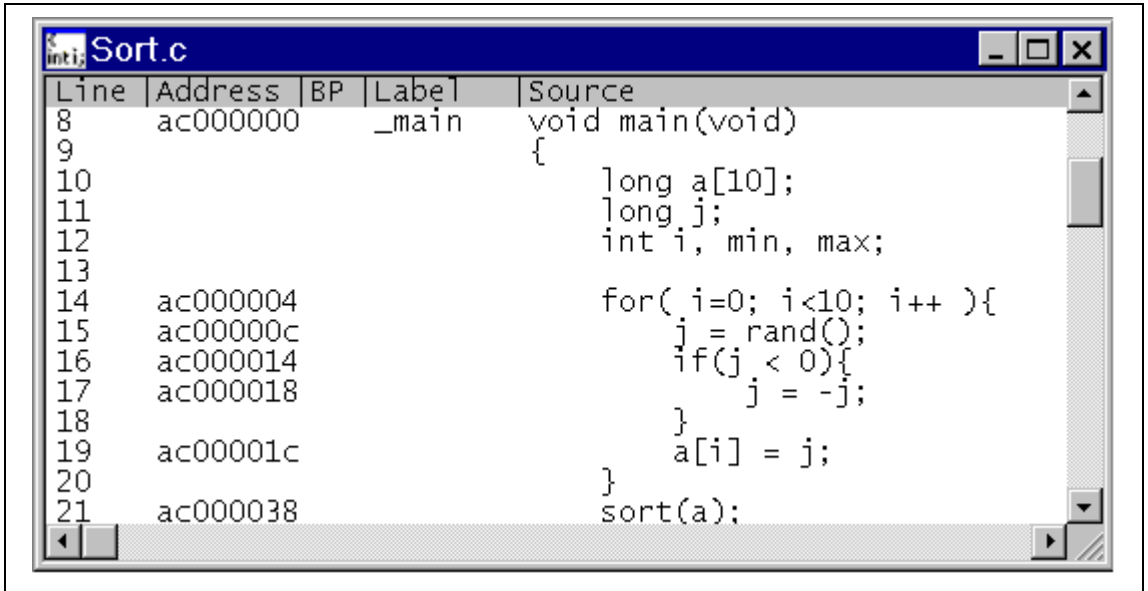 Sort.c
Line |Address |BP |Label |Source
8 ac000000 _main void main(void)
9 {
10 long a[10];
11 long j;
12 int i, min, max;
13
14 ac000004 for( i=0; i<10; i++ ){
15 ac00000c j = rand();
16 ac000014 if(j < 0){
17 ac000018 j = -j;
18 }
19 ac00001c a[i] = j;
20 }
21 ac000038 sort(a);